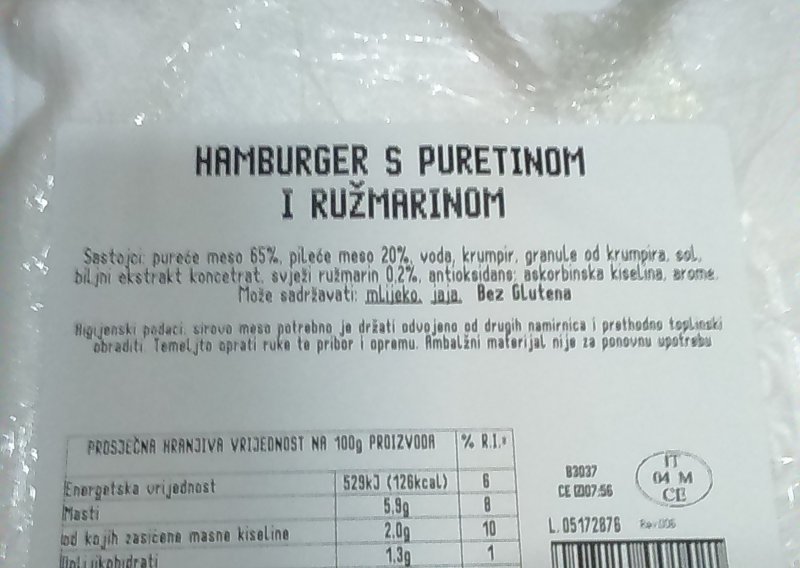 HAMBURGER S PURETINOM
I RUŽMARINOM
Sastojci: pureće meso 65%, pileće meso 20%, voda, krumpir, granule od krumpira, sol,
biljni ekstrakt koncetrat, svježi ružmarin 0,2%, antioksidans: askorbinska kiselina, arome.
Može sadržavati: mlijeko, jaja. Bez Glutena
Higijenski podaci: sirovo meso potrebno je držati odvojeno od drugih namirnica i prethodno toplinski
obraditi. Temeljto oprati ruke te pribor i opremu. Ambalžni materijal nije za ponovnu upotrebu
PROSJEČNA HRANJIVA VRIJEDNOST NA 100g PROIZVODA % R.I.*
Energetska vrijednost 529kJ (126kcal) 6
Masti 5,9g 8
od kojih zasićene masne kiseline 2,0g 10
1,3g 1
83037
CE 07:56
IT
04 M
CE
L.05172876 Rev.006